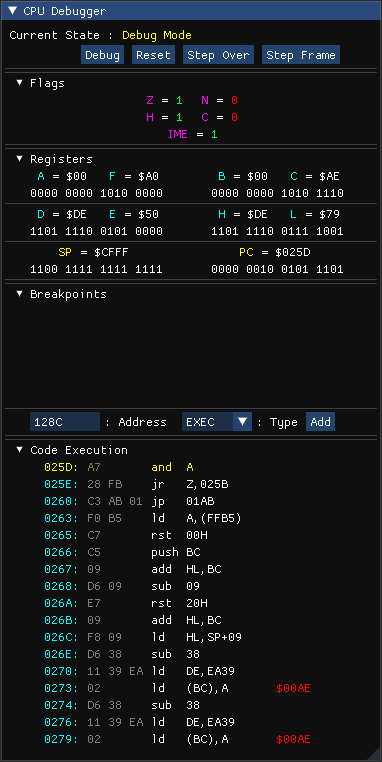 ▼ CPU Debugger
Current State : Debug Mode
Debug Reset Step Over Step Frame
▼ Flags
Z = 1 N = 0
H = 1 C = 0
IME = 1
▼ Registers
A = $00 F = $A0 B = $00 C = $AE
0000 0000 1010 0000 0000 0000 1010 1110
D = $DE E = $50 H = $DE L = $79
1101 1110 0101 0000 1101 1110 0111 1001
SP = $CFFF PC = $025D
1100 1111 1111 1111 0000 0010 0101 1101
▼ Breakpoints
128C : Address EXEC ▼ : Type Add
▼ Code Execution
025D: A7 and A
025E: 28 FB jr Z,025B
0260: C3 AB 01 jp 01AB
0263: F0 B5 ld A,(FFB5)
0265: C7 rst 00H
0266: C5 push BC
0267: 09 add HL,BC
0268: D6 09 sub 09
026A: E7 rst 20H
026B: 09 add HL,BC
026C: F8 09 ld HL,SP+09
026E: D6 38 sub 38
0270: 11 39 EA ld DE,EA39
0273: 02 ld (BC),A $00AE
0274: D6 38 sub 38
0276: 11 39 EA ld DE,EA39
0279: 02 ld (BC),A $00AE